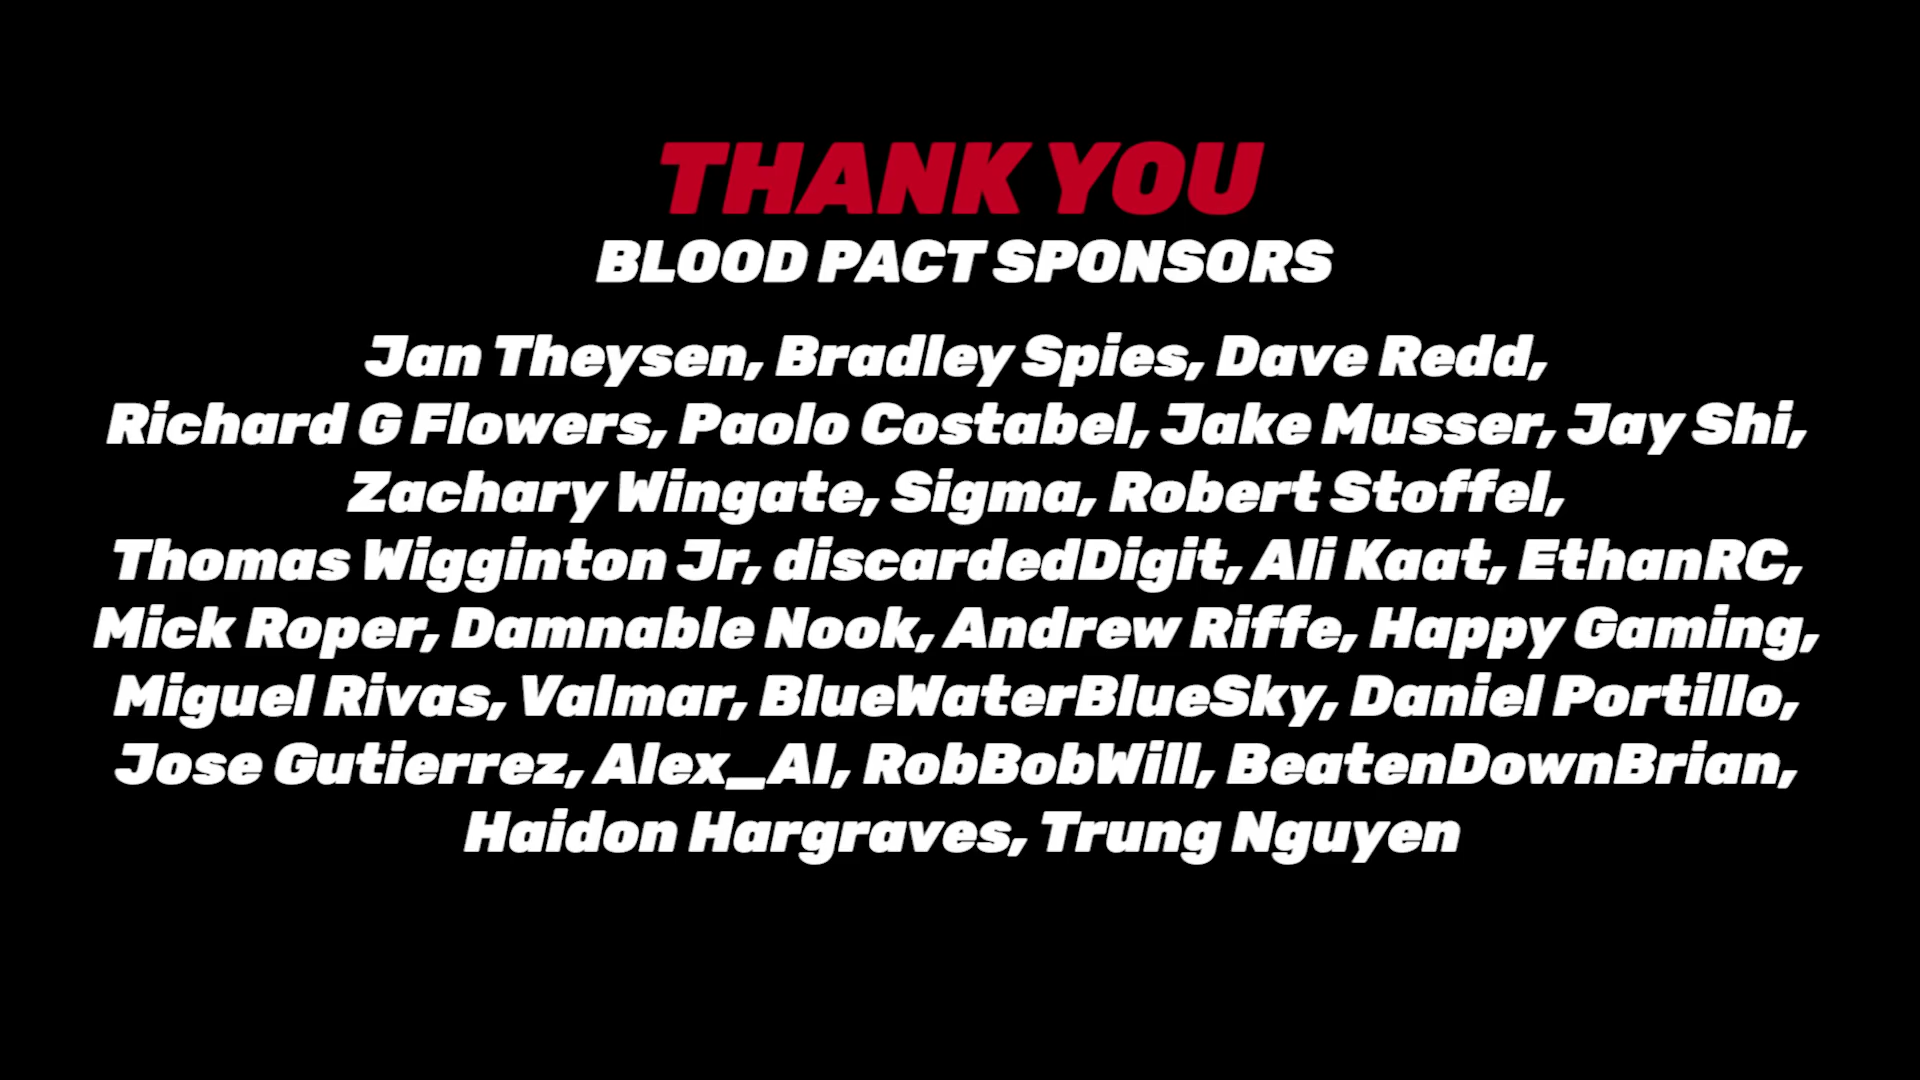 THANK YOU
BLOOD PACT SPONSORS
Jan Theysen, Bradley Spies, Dave Redd,
Richard G Flowers, Paolo Costabel, Jake Musser, Jay Shi,
Zachary Wingate, Sigma, Robert Stoffel,
Thomas Wigginton Jr, discardedDigit, Ali Kaat, EthanRC,
Mick Roper, Damnable Nook, Andrew Riffe, Happy Gaming,
Miguel Rivas, Valmar, BlueWaterBlueSky, Daniel Portillo,
Jose Gutierrez, Alex_AI, RobBobWill, BeatenDownBrian,
Haidon Hargraves, Trung Nguyen